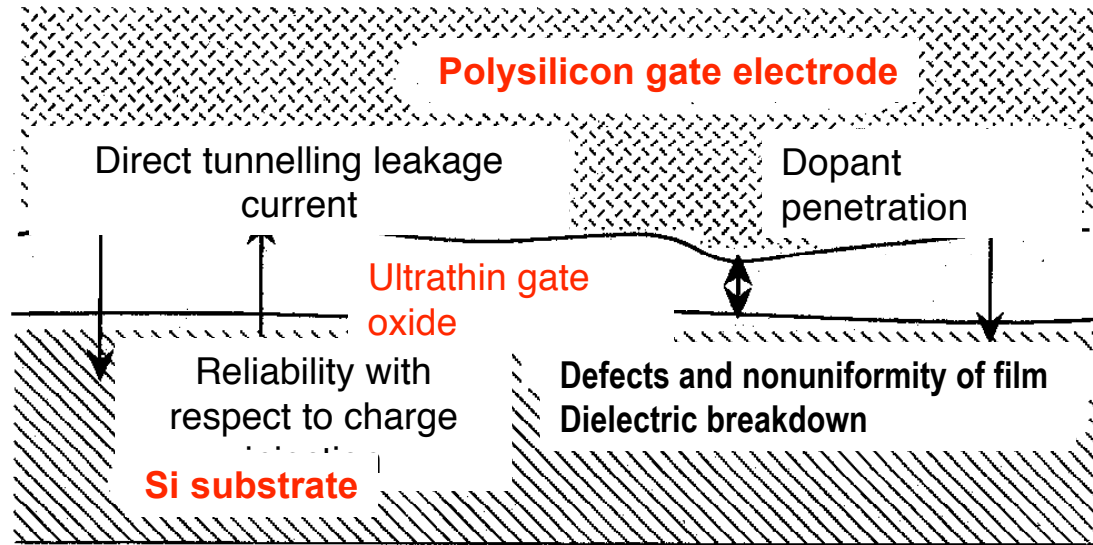 Polysilicon gate electrode
Direct tunnelling leakage
current
Dopant
penetration
Ultrathin gate
oxide
Reliability with
respect to charge
Defects and nonuniformity of film
Dielectric breakdown
Si substrate